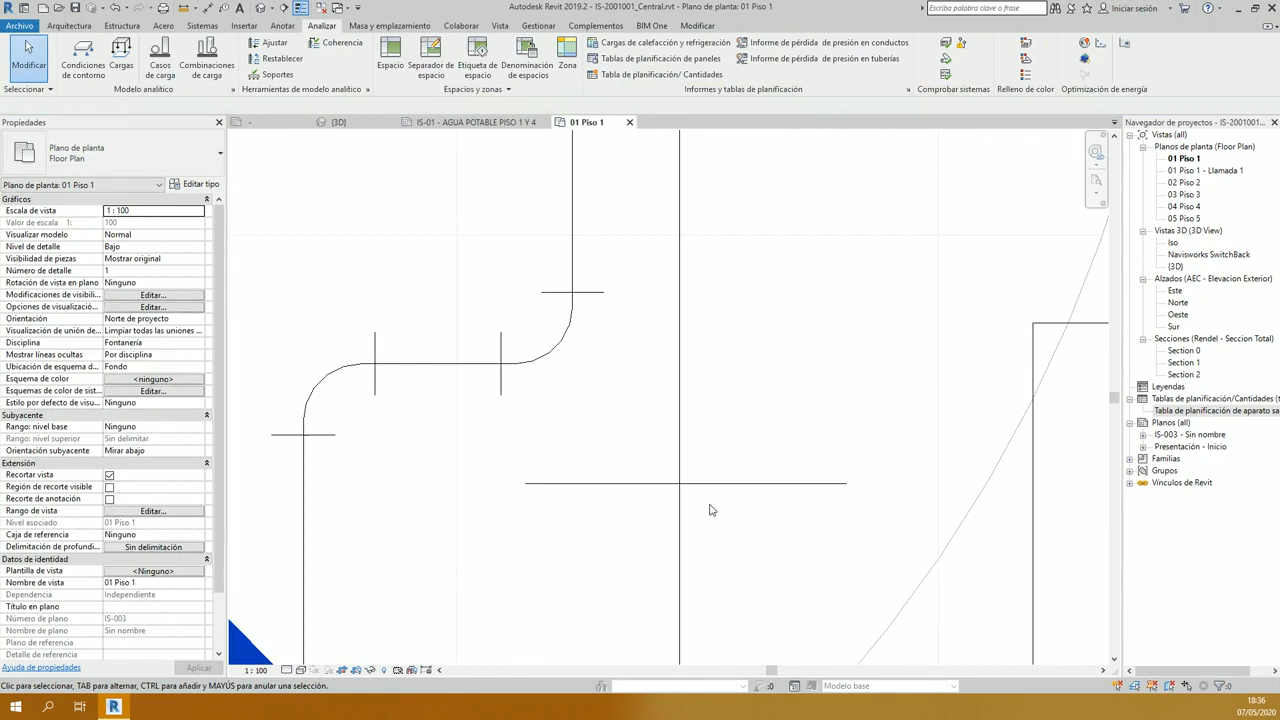 Autodesk Revit 2019.2 - IS-2001001_Central.rvt - Plano de planta: 01 Piso 1
Escriba palabra clave o frase
Iniciar sesión
Archivo Arquitectura Estructura Acero Sistemas Insertar Anotar Analizar Masa y emplazamiento Colaborar Vista Gestionar Complementos BIM One Modificar
Modificar
Condiciones de contorno
Cargas
Casos de carga
Combinaciones de carga
Ajustar
Restablecer
Soportes
Coherencia
Espacio
Separador de espacio
Etiqueta de espacio
Denominación de espacios
Zona
Cargas de calefacción y refrigeración
Tablas de planificación de paneles
Tabla de planificación/ Cantidades
Informe de pérdida de presión en conductos
Informe de pérdida de presión en tuberías
Seleccionar
Modelo analítico
Herramientas de modelo analítico
Espacios y zonas
Informes y tablas de planificación
Comprobar sistemas
Relleno de color
Optimización de energía
Propiedades
Plano de planta
Floor Plan
Plano de planta: 01 Piso 1
Editar tipo
Gráficos
Escala de vista 1 : 100
Valor de escala 1: 100
Visualizar modelo Normal
Nivel de detalle Bajo
Visibilidad de piezas Mostrar original
Número de detalle 1
Rotación de vista en plano Ninguno
Modificaciones de visibili... Editar...
Opciones de visualizació... Editar...
Orientación Norte de proyecto
Visualización de unión de... Limpiar todas las uniones ...
Disciplina Fontanería
Mostrar líneas ocultas Por disciplina
Ubicación de esquema d... Fondo
Esquema de color <ninguno>
Esquemas de color de sist... Editar...
Estilo por defecto de visu... Ninguno
Subyacente
Rango: nivel base Ninguno
Rango: nivel superior Sin delimitar
Orientación subyacente Mirar abajo
Extensión
Recortar vista
Región de recorte visible
Recorte de anotación
Rango de vista Editar...
Nivel asociado 01 Piso 1
Caja de referencia Ninguno
Delimitación de profundi... Sin delimitación
Datos de identidad
Plantilla de vista <Ninguno>
Nombre de vista 01 Piso 1
Dependencia Independiente
Título en plano
Número de plano IS-003
Nombre de plano Sin nombre
Plano de referencia
Detalle de referencia
Ayuda de propiedades
Aplicar
-
{3D}
IS-01 - AGUA POTABLE PISO 1 Y 4
01 Piso 1
Navegador de proyectos - IS-2001001...
Vistas (all)
Planos de planta (Floor Plan)
01 Piso 1
01 Piso 1 - Llamada 1
02 Piso 2
03 Piso 3
04 Piso 4
05 Piso 5
Vistas 3D (3D View)
Iso
Navisworks SwitchBack
{3D}
Alzados (AEC - Elevacion Exterior)
Este
Norte
Oeste
Sur
Secciones (Rendel - Seccion Total)
Section 0
Section 1
Section 2
Leyendas
Tablas de planificación/Cantidades (t
Tabla de planificación de aparato sa
Planos (all)
IS-003 - Sin nombre
Presentación - Inicio
Familias
Grupos
Vínculos de Revit
1 : 100
Clic para seleccionar, TAB para alternar, CTRL para añadir y MAYÚS para anular una selección.
:0
Modelo base
:0
18:36
07/05/2020